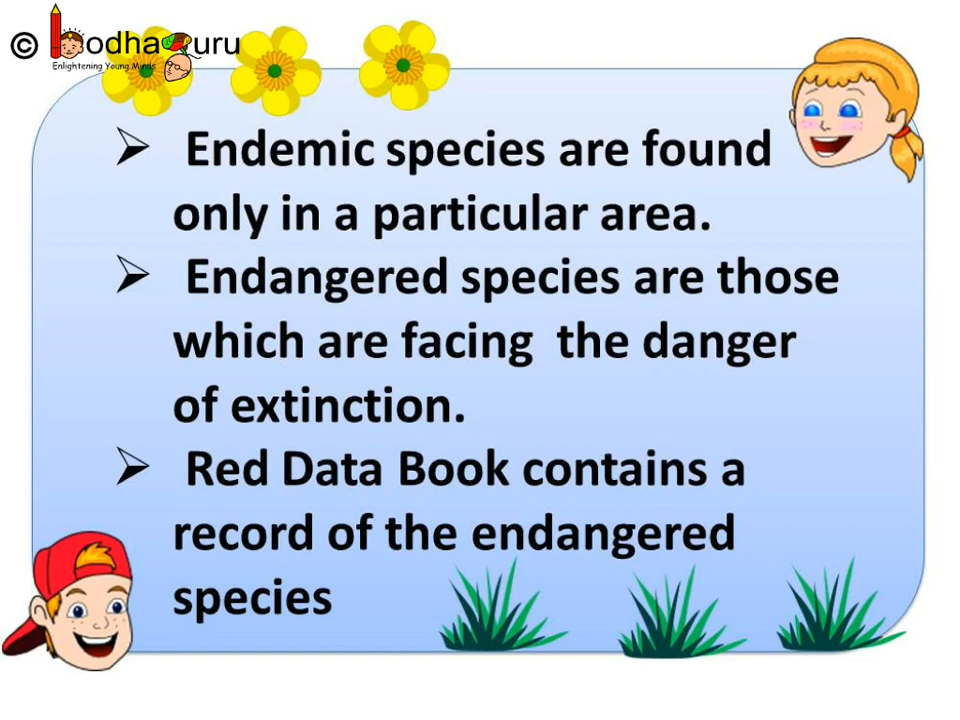 © BodhaGuru
Enlightening Young Minds
➢ Endemic species are found
only in a particular area.
➢ Endangered species are those
which are facing the danger
of extinction.
➢ Red Data Book contains a
record of the endangered
species